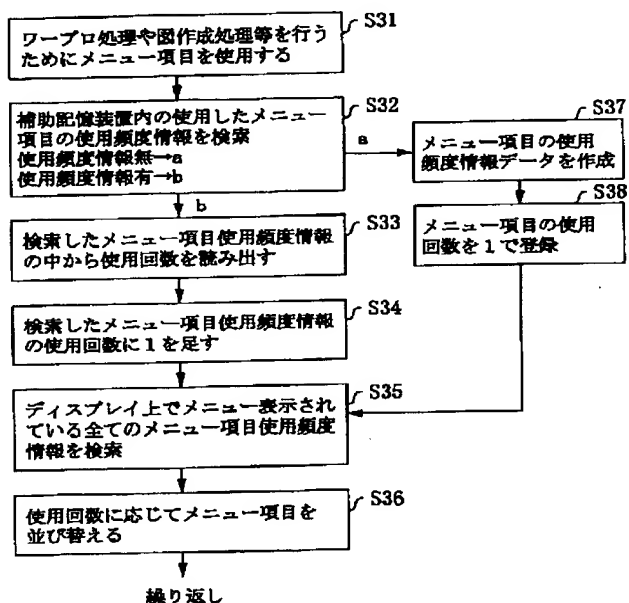 S31
ワープロ処理や図作成処理等を行う
ためにメニュー項目を使用する
S32
補助記憶装置内の使用したメニュー
項目の使用頻度情報を検索
使用頻度情報無→a
使用頻度情報有→b
a
b
S37
メニュー項目の使用
頻度情報データを作成
S38
メニュー項目の使用
回数を1で登録
S33
検索したメニュー項目使用頻度情報
の中から使用回数を読み出す
S34
検索したメニュー項目使用頻度情報
の使用回数に1を足す
S35
ディスプレイ上でメニュー表示され
ている全てのメニュー項目使用頻度
情報を検索
S36
使用回数に応じてメニュー項目を
並び替える
繰り返し